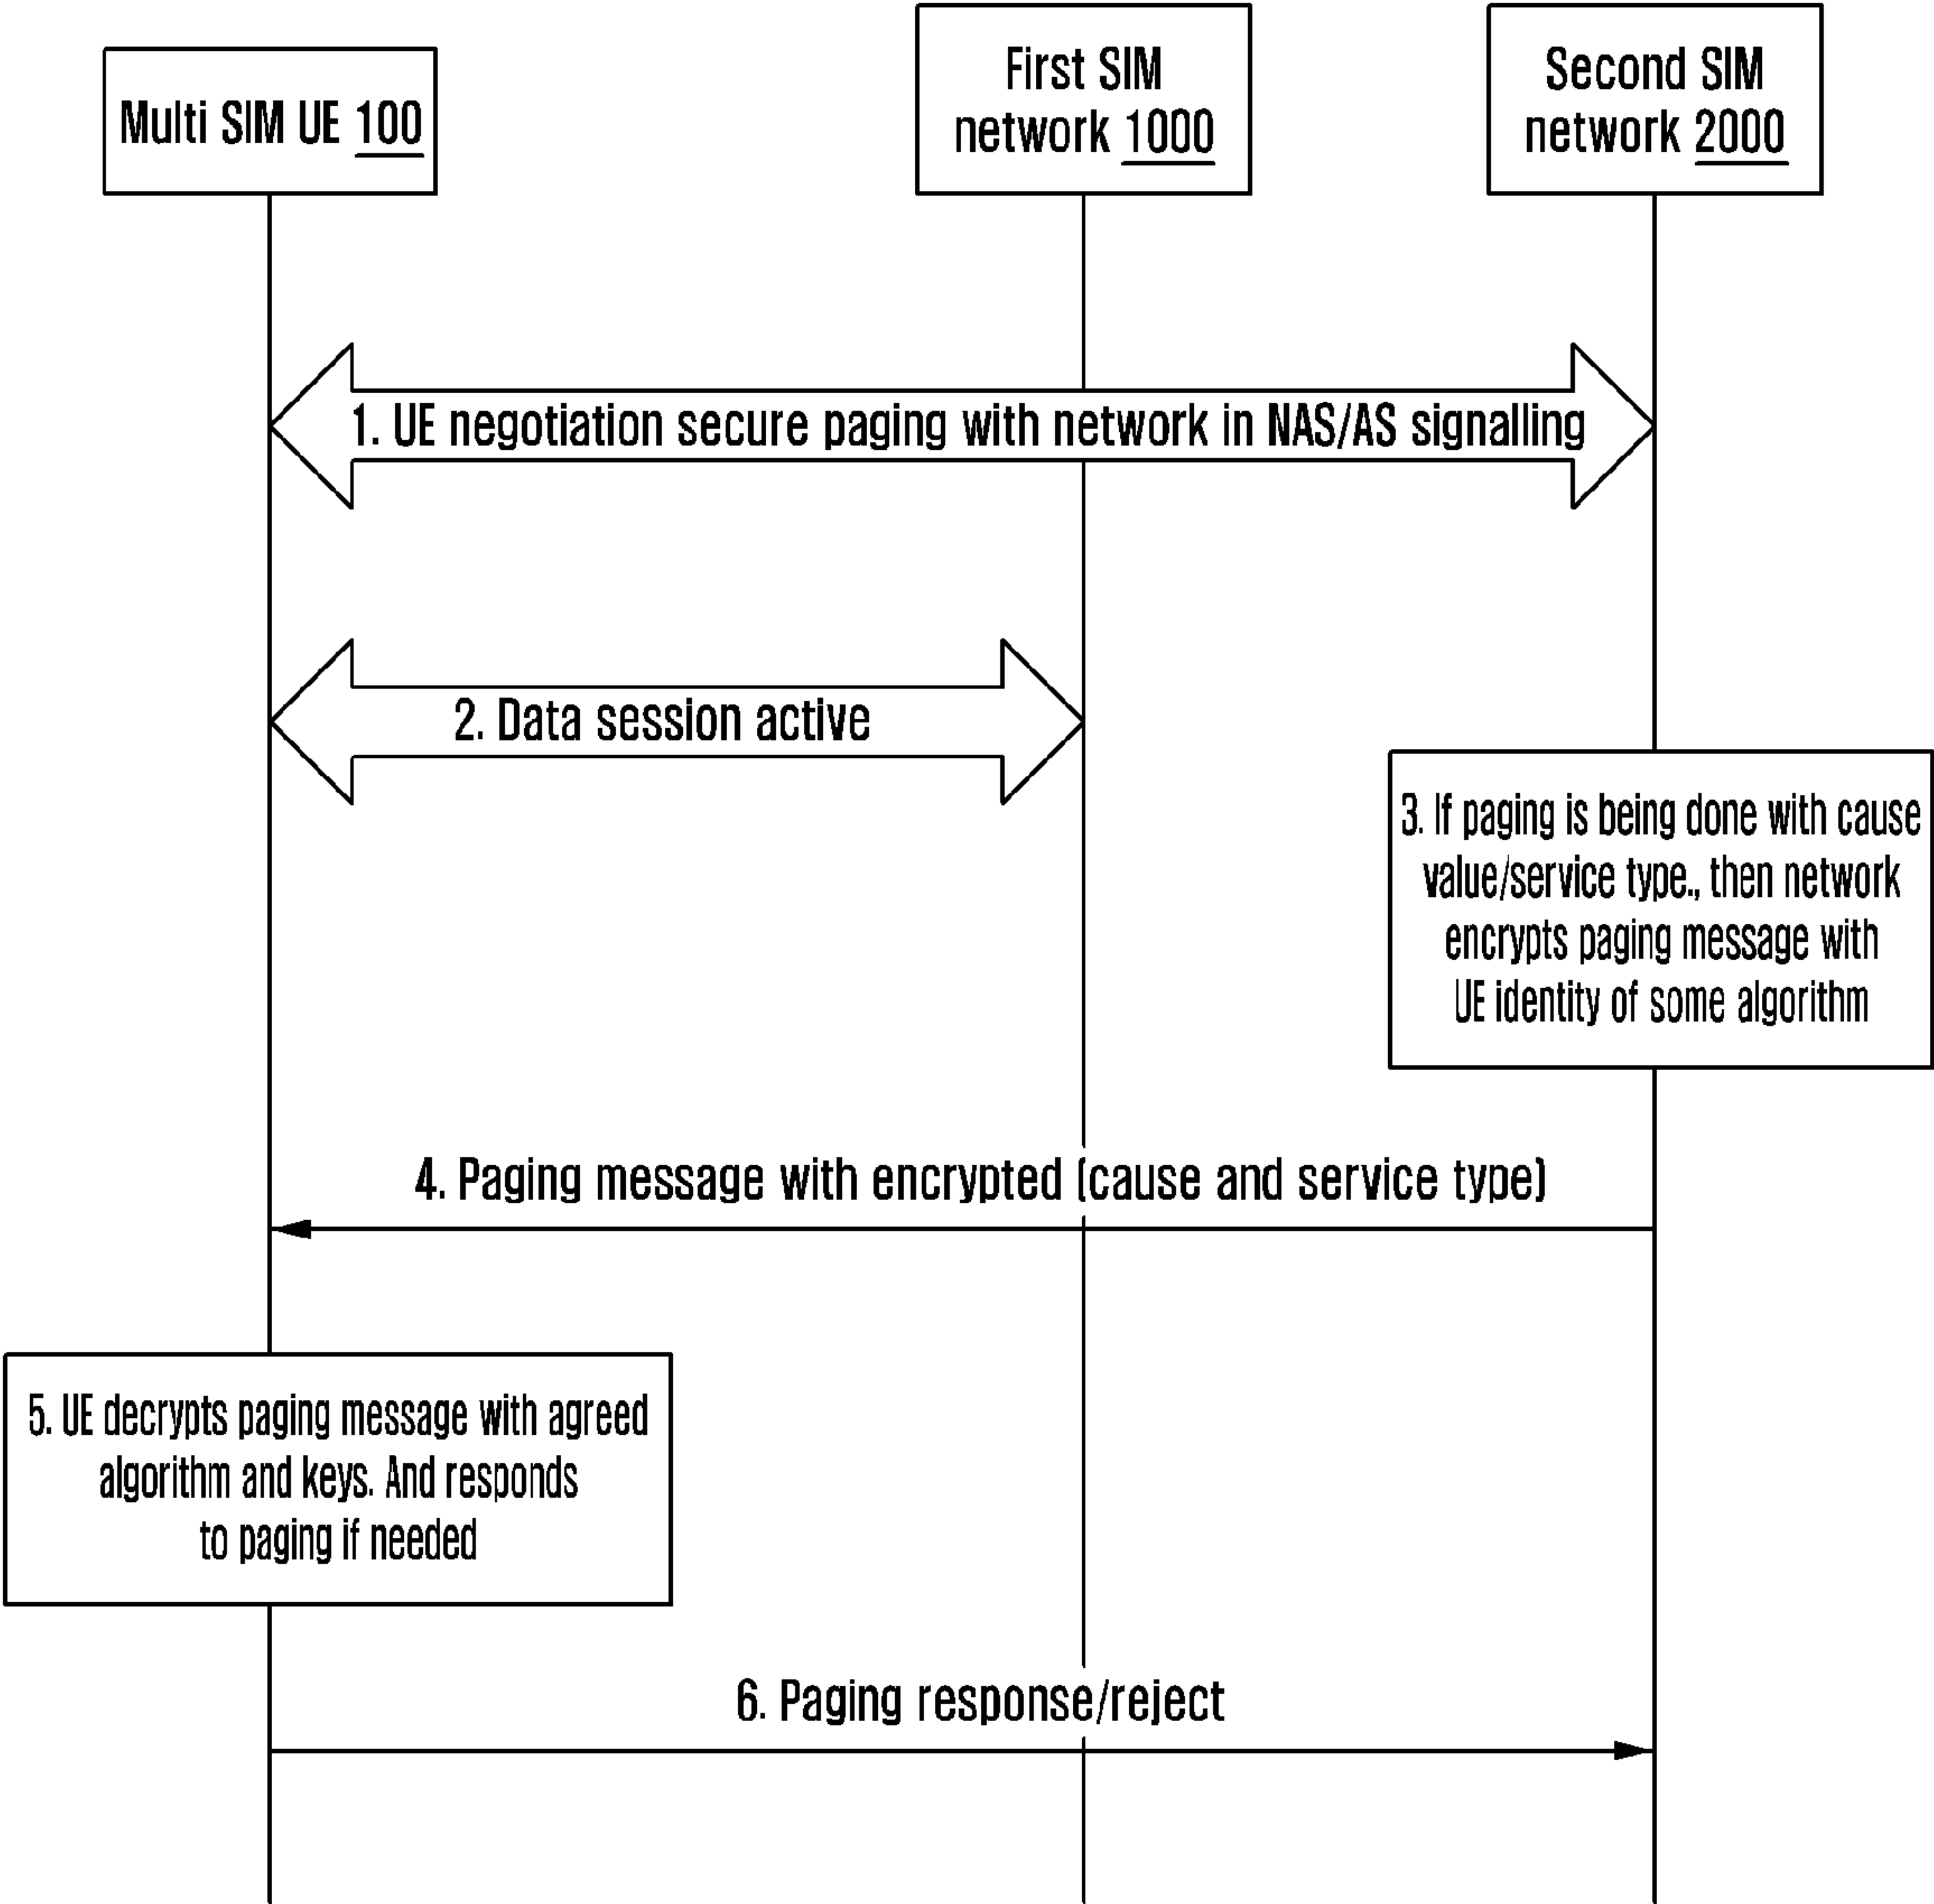 Multi SIM UE 100
First SIM
network 1000
Second SIM
network 2000
1. UE negotiation secure paging with network in NAS/AS signalling
2. Data session active
3. If paging is being done with cause
value/service type., then network
encrypts paging message with
UE identity of some algorithm
4. Paging message with encrypted (cause and service type)
5. UE decrypts paging message with agreed
algorithm and keys. And responds
to paging if needed
6. Paging response/reject